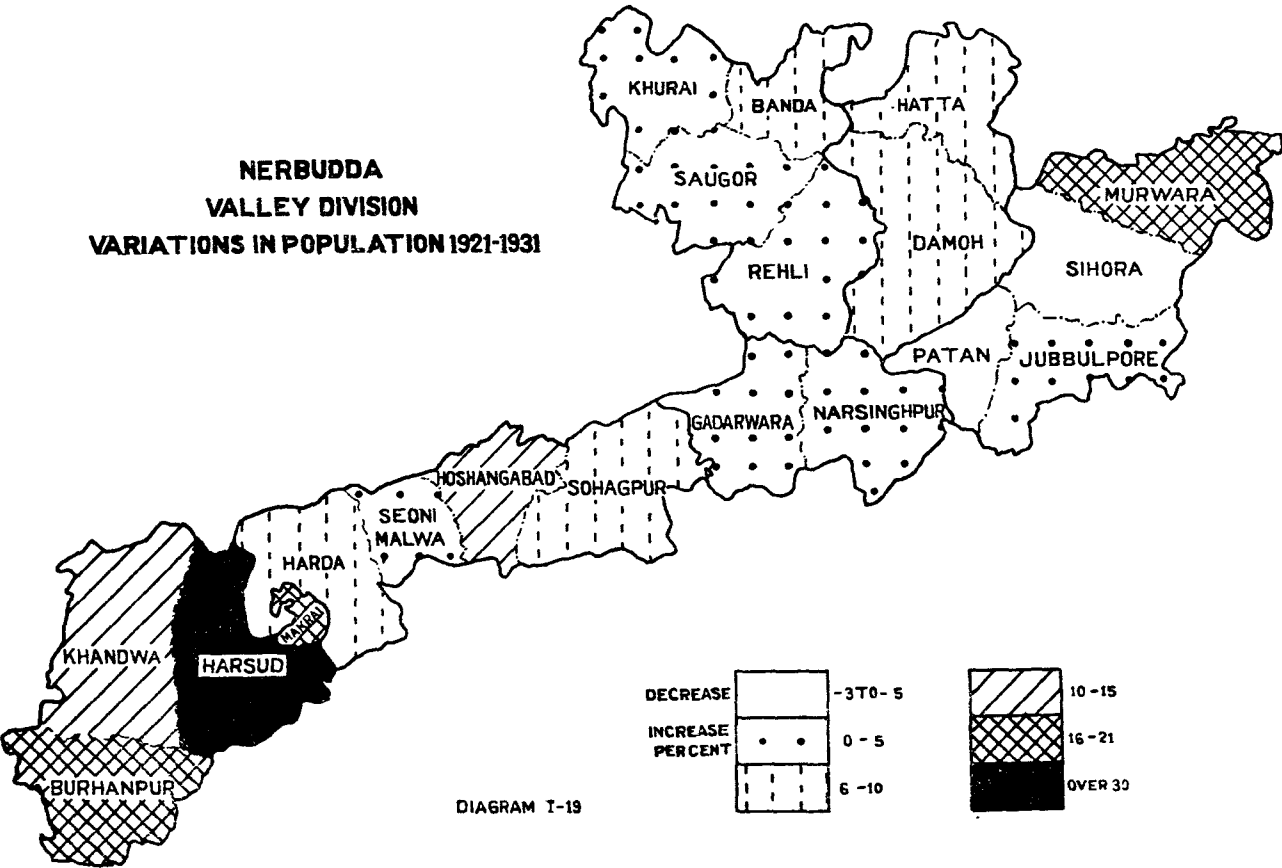 NERBUDDA
VALLEY DIVISION
VARIATIONS IN POPULATION 1921-1931
KHURAI
BANDA
HATTA
SAUGOR
MURWARA
DAMOH
REHLI
SIHORA
PATAN
JUBBULPORE
GADARWARA
NARSINGHPUR
HOSHANGABAD
SOHAGPUR
SEONI
MALWA
HARDA
MAKRAI
KHANDWA
HARSUD
BURHANPUR
DECREASE
-3 TO- 5
INCREASE
PERCENT
0 - 5
6 -10
10 -15
16 -21
OVER 30
DIAGRAM I-19